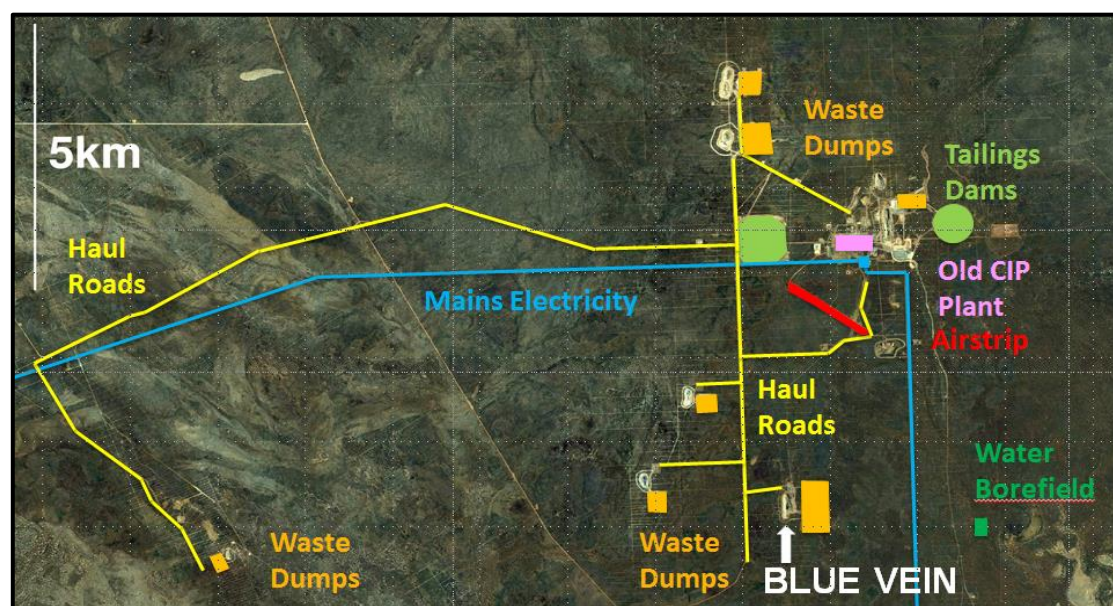 5km
Waste
Dumps
Tailings
Dams
Haul
Roads
Mains Electricity
Old CIP
Plant
Airstrip
Haul
Roads
Water
Borefield
Waste
Dumps
Waste
Dumps
BLUE VEIN